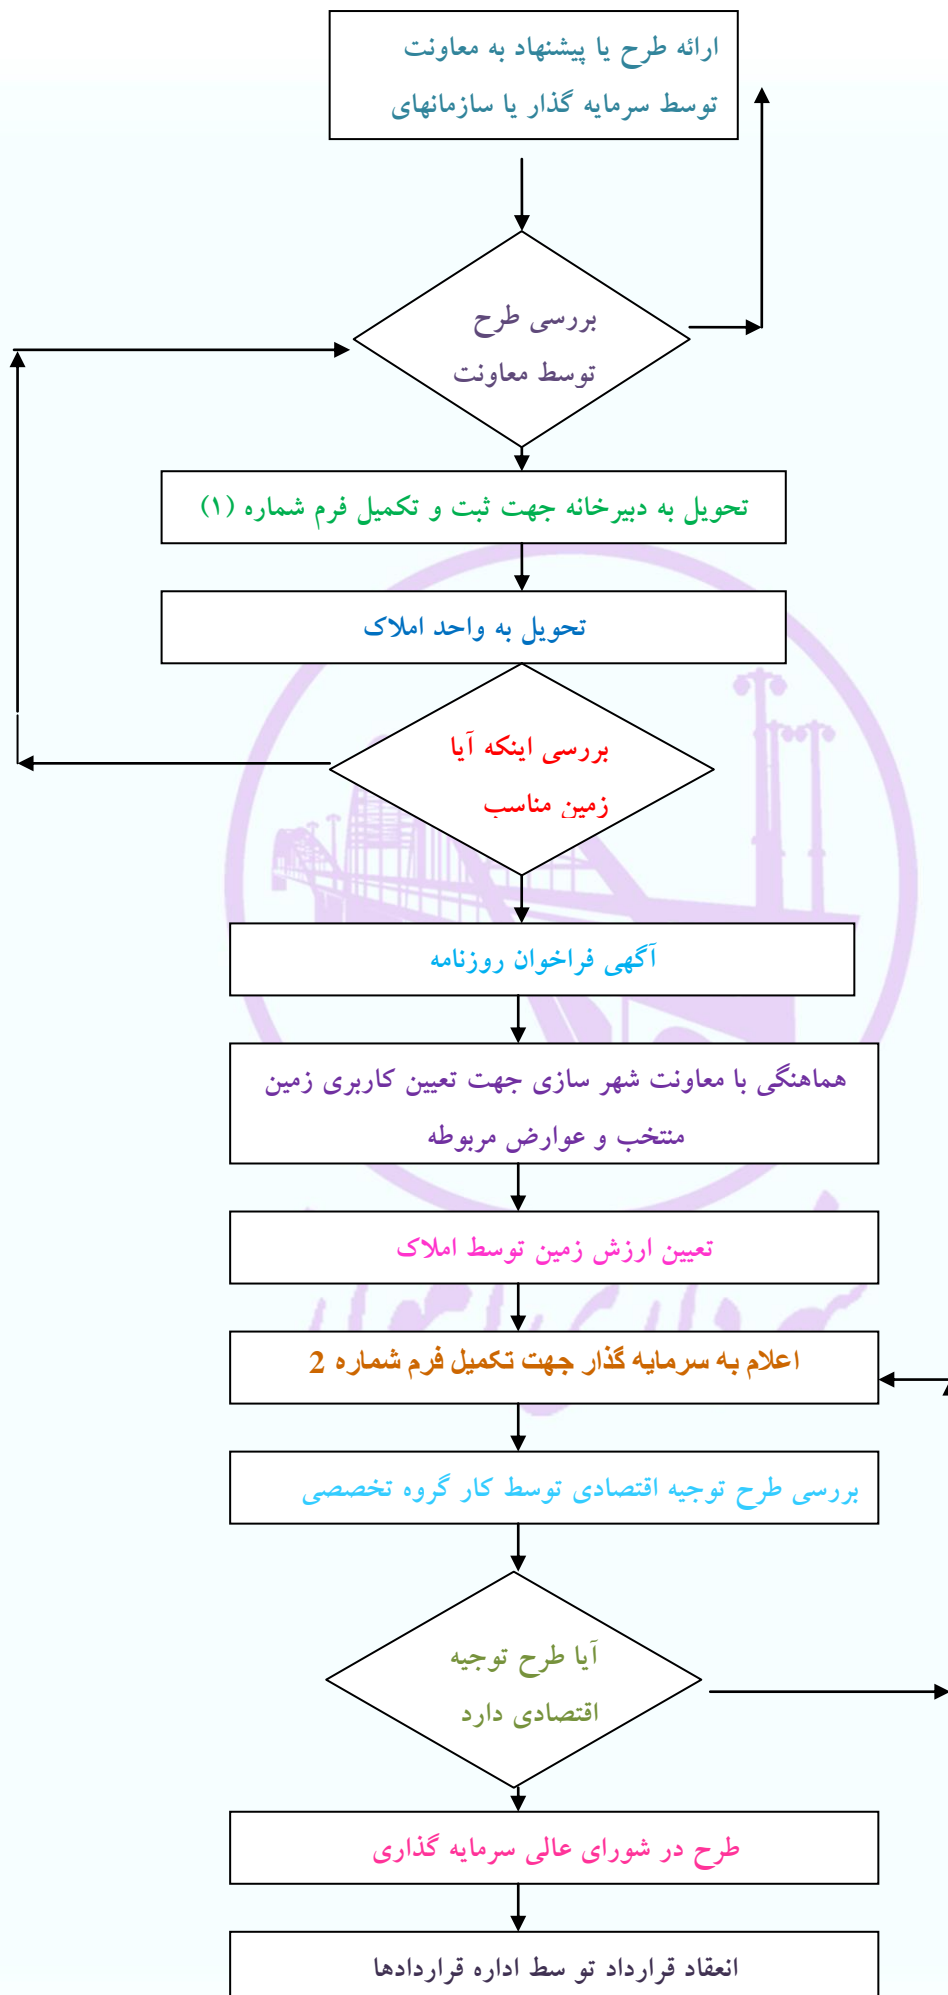 ارائه طرح یا پیشنهاد به معاونت
توسط سرمایه گذار یا سازمانهای
بررسی طرح
توسط معاونت
تحویل به دبیرخانه جهت ثبت و تکمیل فرم شماره (۱)
تحویل به واحد املاک
بررسی اینکه آیا
زمین مناسب
آگهی فراخوان روزنامه
هماهنگی با معاونت شهر سازی جهت تعیین کاربری زمین
منتخب و عوارض مربوطه
تعیین ارزش زمین توسط املاک
اعلام به سرمایه گذار جهت تکمیل فرم شماره 2
بررسی طرح توجیه اقتصادی توسط کار گروه تخصصی
آیا طرح توجیه
اقتصادی دارد
طرح در شورای عالی سرمایه گذاری
انعقاد قرارداد تو سط اداره قراردادها